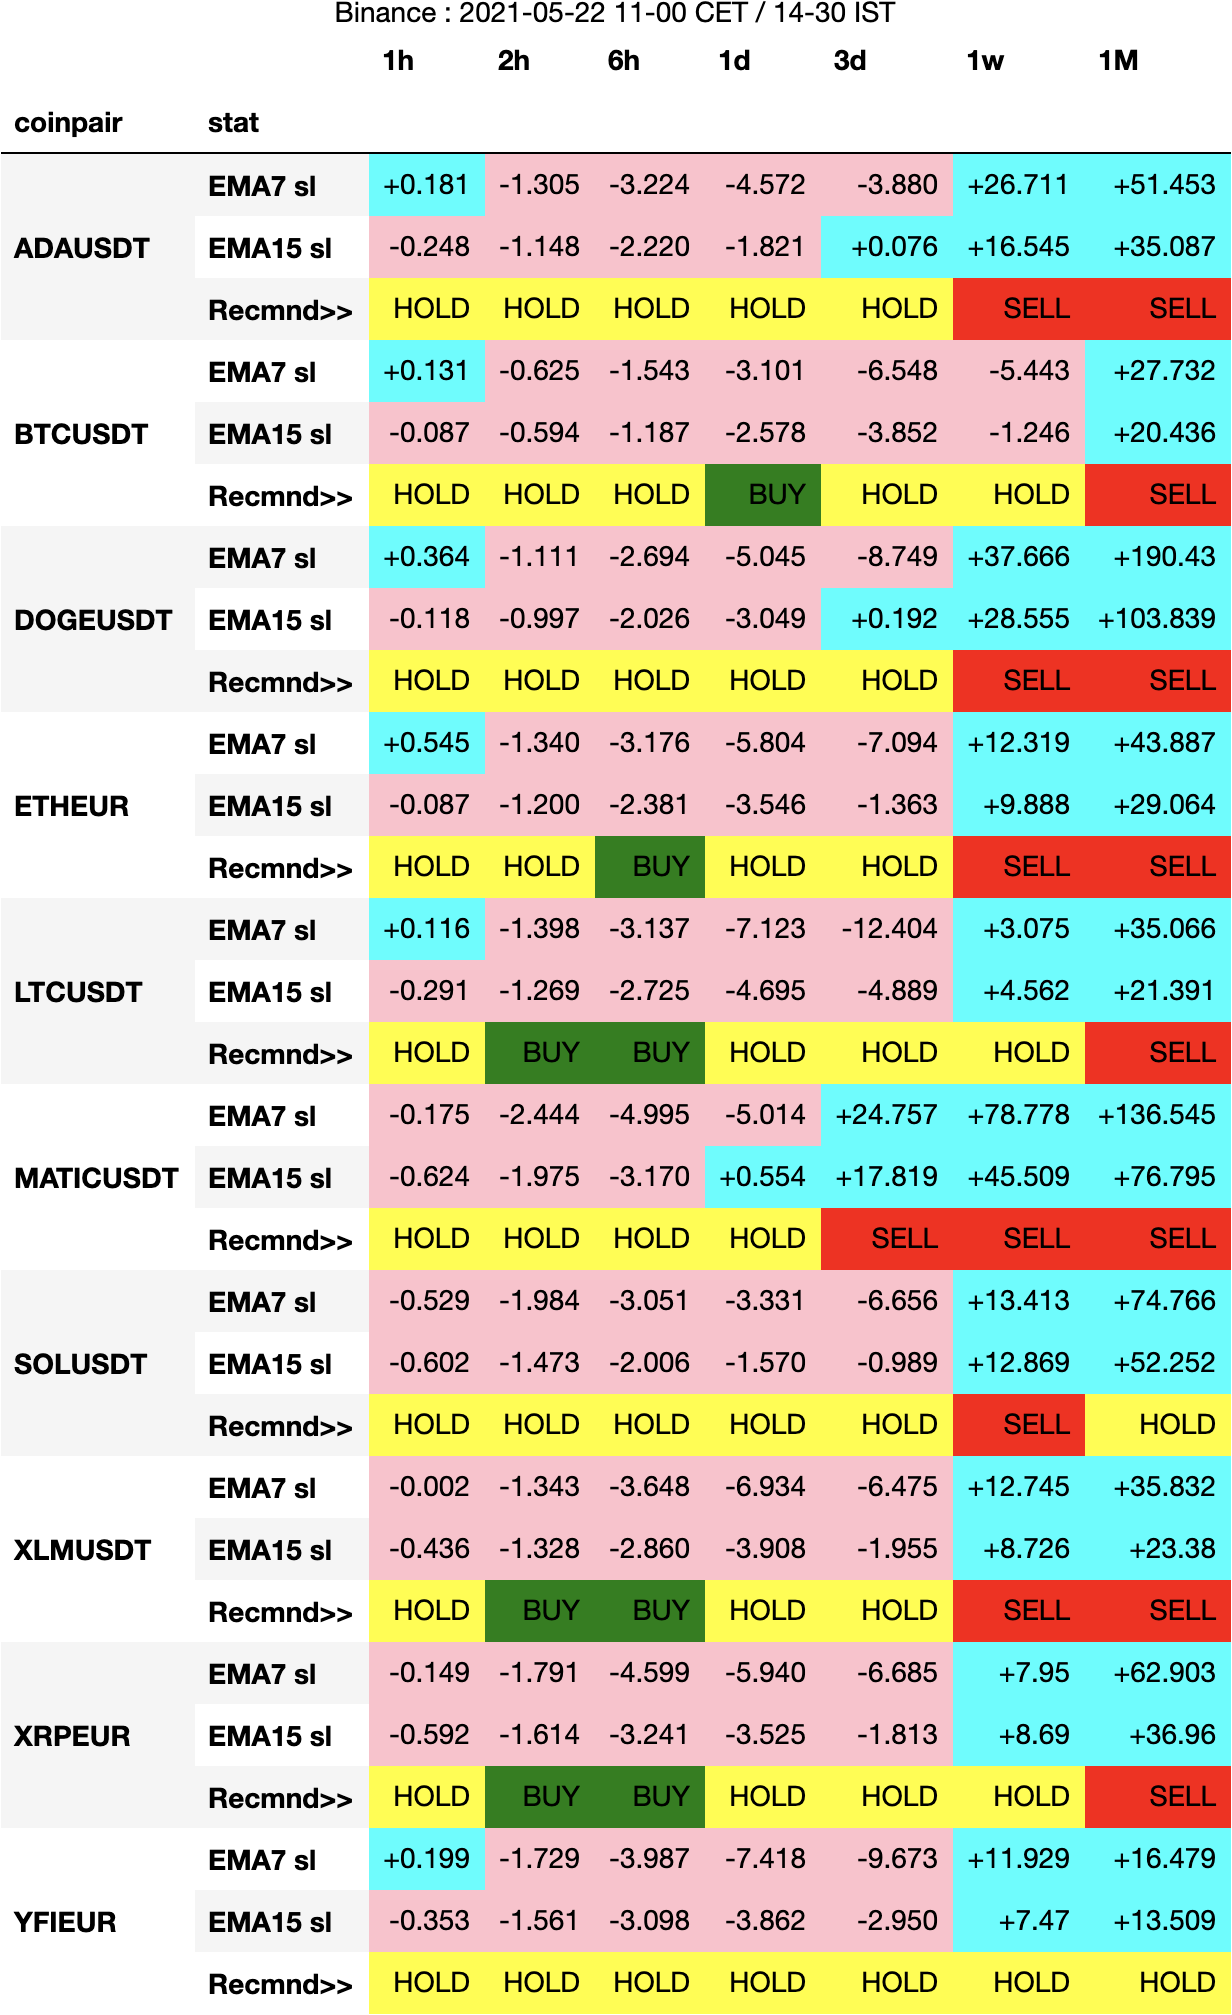 Binance : 2021-05-22 11-00 CET / 14-30 IST
1h 2h 6h 1d 3d 1w 1M
coinpair stat
EMA7 sl +0.181 -1.305 -3.224 -4.572 -3.880 +26.711 +51.453
ADAUSDT EMA15 sl -0.248 -1.148 -2.220 -1.821 +0.076 +16.545 +35.087
Recmnd>> HOLD HOLD HOLD HOLD HOLD SELL SELL
EMA7 sl +0.131 -0.625 -1.543 -3.101 -6.548 -5.443 +27.732
BTCUSDT EMA15 sl -0.087 -0.594 -1.187 -2.578 -3.852 -1.246 +20.436
Recmnd>> HOLD HOLD HOLD BUY HOLD HOLD SELL
EMA7 sl +0.364 -1.111 -2.694 -5.045 -8.749 +37.666 +190.43
DOGEUSDT EMA15 sl -0.118 -0.997 -2.026 -3.049 +0.192 +28.555 +103.839
Recmnd>> HOLD HOLD HOLD HOLD HOLD SELL SELL
EMA7 sl +0.545 -1.340 -3.176 -5.804 -7.094 +12.319 +43.887
ETHEUR EMA15 sl -0.087 -1.200 -2.381 -3.546 -1.363 +9.888 +29.064
Recmnd>> HOLD HOLD BUY HOLD HOLD SELL SELL
EMA7 sl +0.116 -1.398 -3.137 -7.123 -12.404 +3.075 +35.066
LTCUSDT EMA15 sl -0.291 -1.269 -2.725 -4.695 -4.889 +4.562 +21.391
Recmnd>> HOLD BUY BUY HOLD HOLD HOLD SELL
EMA7 sl -0.175 -2.444 -4.995 -5.014 +24.757 +78.778 +136.545
MATICUSDT EMA15 sl -0.624 -1.975 -3.170 +0.554 +17.819 +45.509 +76.795
Recmnd>> HOLD HOLD HOLD HOLD SELL SELL SELL
EMA7 sl -0.529 -1.984 -3.051 -3.331 -6.656 +13.413 +74.766
SOLUSDT EMA15 sl -0.602 -1.473 -2.006 -1.570 -0.989 +12.869 +52.252
Recmnd>> HOLD HOLD HOLD HOLD HOLD SELL HOLD
EMA7 sl -0.002 -1.343 -3.648 -6.934 -6.475 +12.745 +35.832
XLMUSDT EMA15 sl -0.436 -1.328 -2.860 -3.908 -1.955 +8.726 +23.38
Recmnd>> HOLD BUY BUY HOLD HOLD SELL SELL
EMA7 sl -0.149 -1.791 -4.599 -5.940 -6.685 +7.95 +62.903
XRPEUR EMA15 sl -0.592 -1.614 -3.241 -3.525 -1.813 +8.69 +36.96
Recmnd>> HOLD BUY BUY HOLD HOLD HOLD SELL
EMA7 sl +0.199 -1.729 -3.987 -7.418 -9.673 +11.929 +16.479
YFIEUR EMA15 sl -0.353 -1.561 -3.098 -3.862 -2.950 +7.47 +13.509
Recmnd>> HOLD HOLD HOLD HOLD HOLD HOLD HOLD